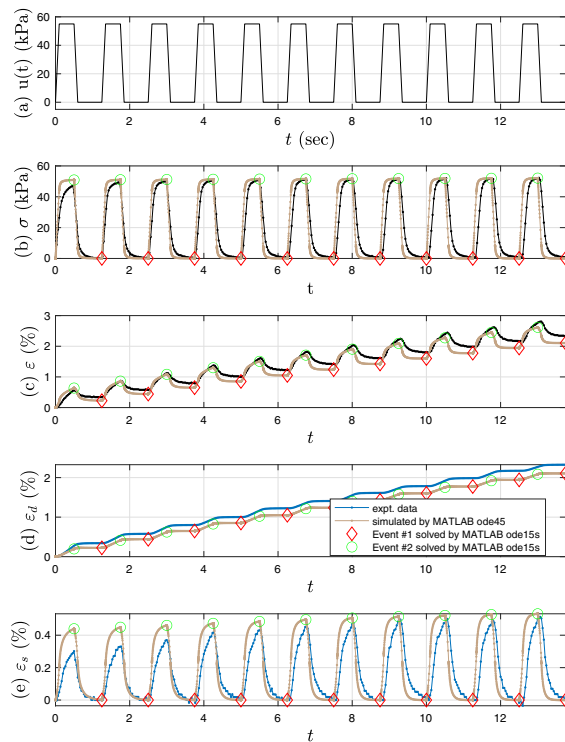 (a) u(t) (kPa)
60
40
20
0
0 2 4 6 8 10 12
t (sec)
(b) σ (kPa)
60
40
20
0
0 2 4 6 8 10 12
t
(c) ε (%)
3
2
1
0
0 2 4 6 8 10 12
t
(d) ε_d (%)
2
1
0
0 2 4 6 8 10 12
expt. data
simulated by MATLAB ode45
Event #1 solved by MATLAB ode15s
Event #2 solved by MATLAB ode15s
t
(e) ε_s (%)
0.4
0.2
0
0 2 4 6 8 10 12
t